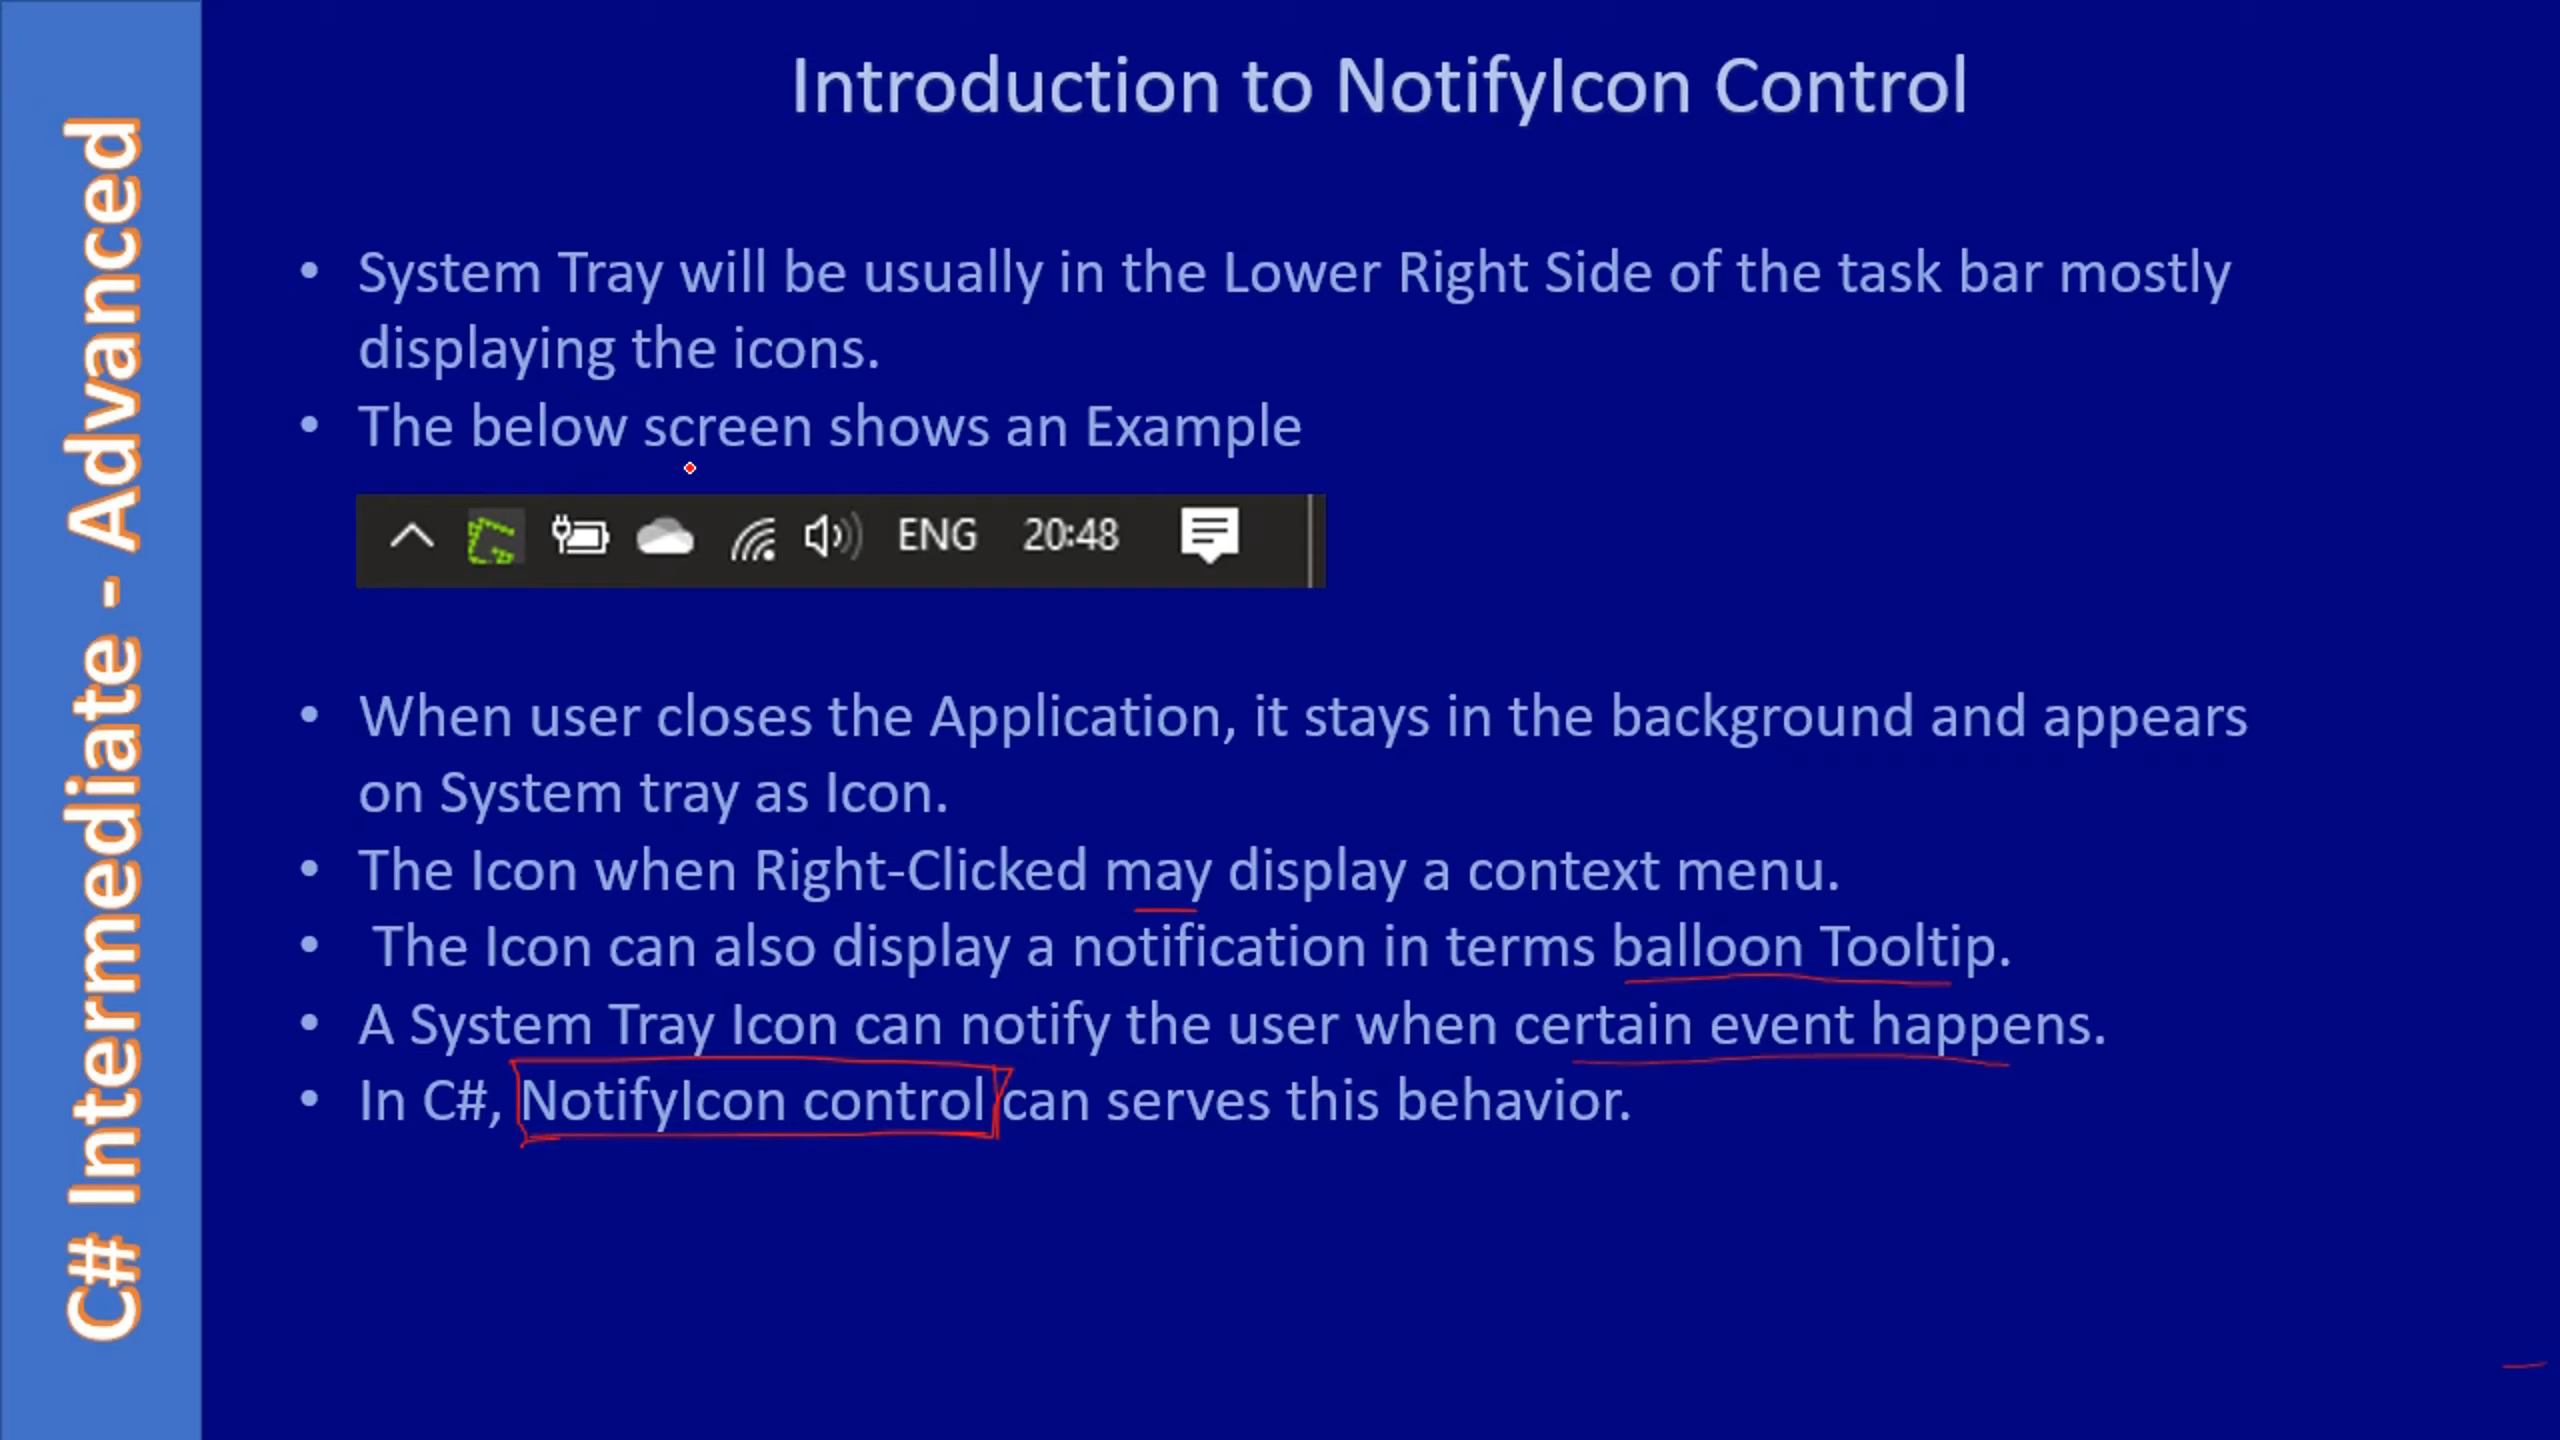 C# Intermediate - Advanced
Introduction to NotifyIcon Control
• System Tray will be usually in the Lower Right Side of the task bar mostly
displaying the icons.
• The below screen shows an Example
ENG 20:48
• When user closes the Application, it stays in the background and appears
on System tray as Icon.
• The Icon when Right-Clicked may display a context menu.
• The Icon can also display a notification in terms balloon Tooltip.
• A System Tray Icon can notify the user when certain event happens.
• In C#, NotifyIcon control can serves this behavior.